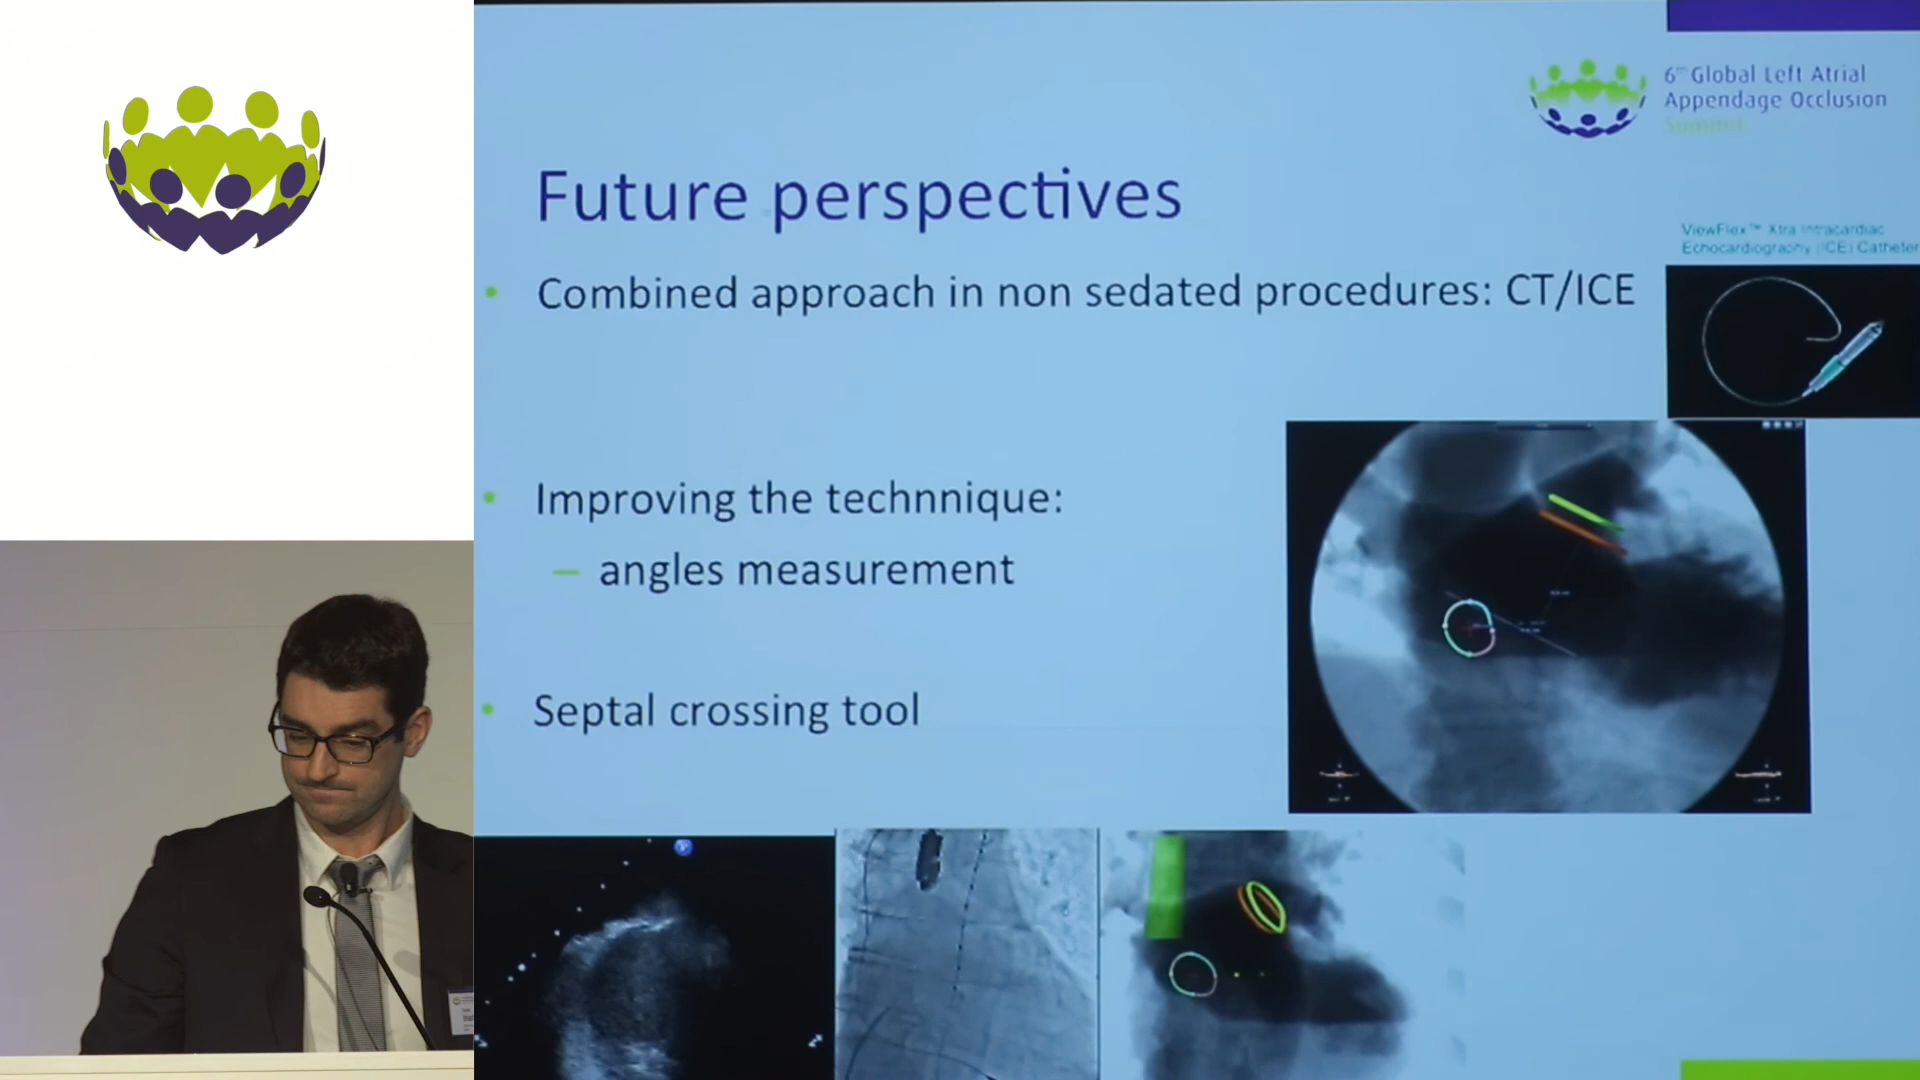 6th Global Left Atrial
Appendage Occlusion
Summit
Future perspectives
ViewFlex™ Xtra Intracardiac
Echocardiography (ICE) Catheter
• Combined approach in non sedated procedures: CT/ICE
• Improving the technnique:
– angles measurement
• Septal crossing tool